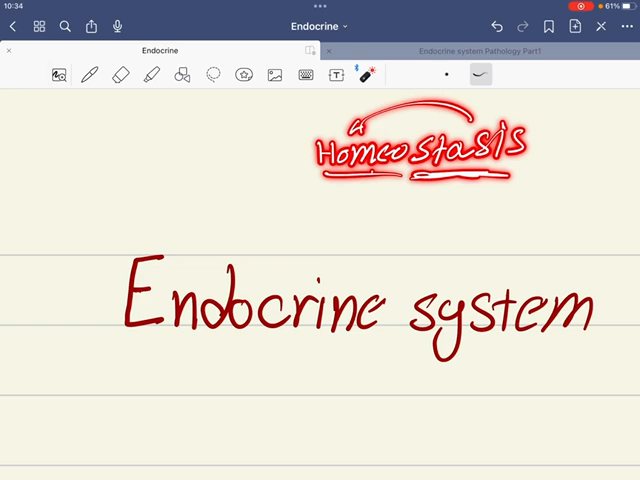 10:34
61%
Endocrine
Endocrine
Endocrine system Pathology Part1
T
Homeostasis
Endocrine system